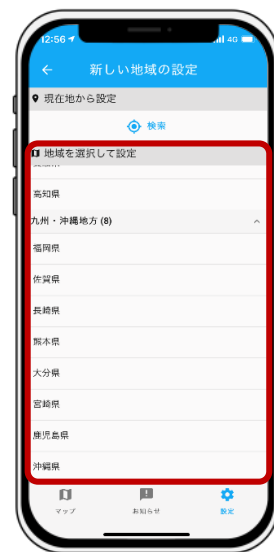 12:56
4G
新しい地域の設定
現在地から設定
検索
地域を選択して設定
高知県
九州・沖縄地方 (8)
福岡県
佐賀県
長崎県
熊本県
大分県
宮崎県
鹿児島県
沖縄県
マップ
お知らせ
設定